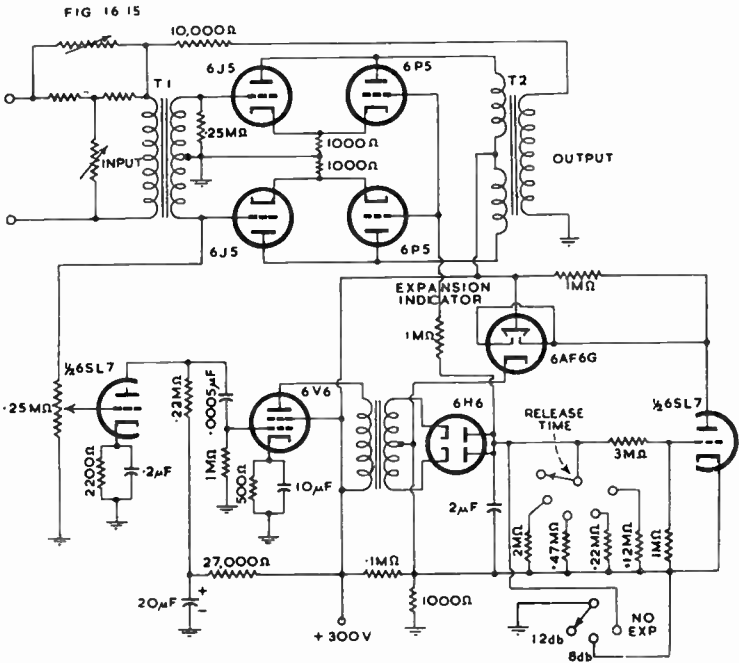 FIG 16 15
10,000Ω
T1
6J5
6P5
T2
.25MΩ
1000Ω
1000Ω
INPUT
OUTPUT
6J5
6P5
EXPANSION
INDICATOR
1MΩ
1MΩ
6AF6G
½6SL7
.25MΩ
.22MΩ
.0005μF
6V6
6H6
RELEASE
TIME
½6SL7
3MΩ
2200Ω
.2μF
1MΩ
500Ω
10μF
2μF
2MΩ
.47MΩ
.22MΩ
.12MΩ
1MΩ
27,000Ω
.1MΩ
20μF
+
-
1000Ω
+300V
NO
EXP
12db
8db